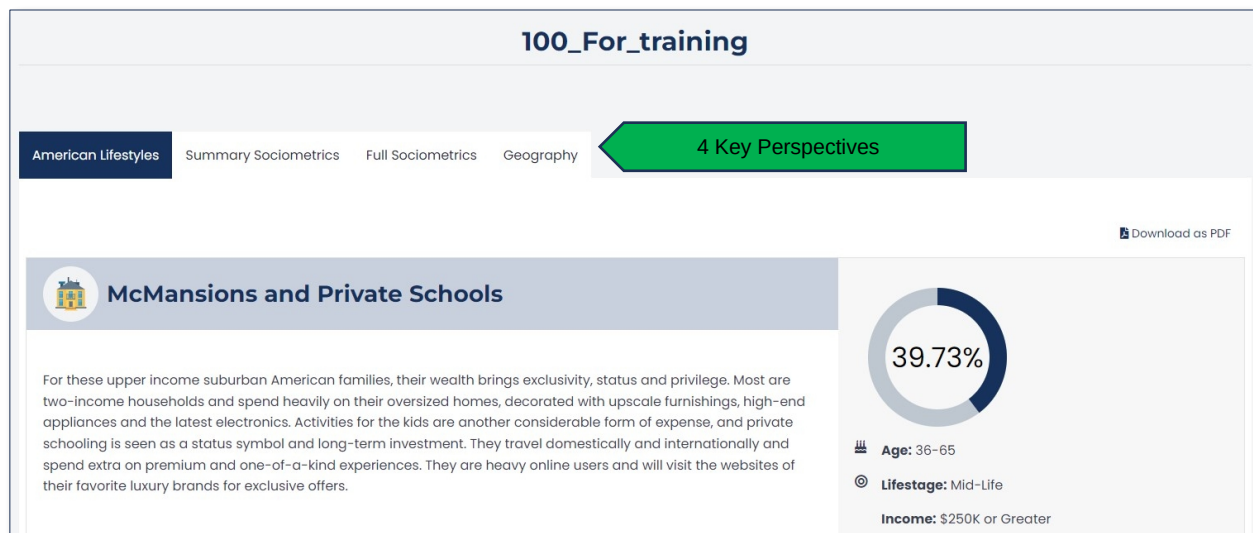 100_For_training
American Lifestyles
Summary Sociometrics
Full Sociometrics
Geography
4 Key Perspectives
Download as PDF
McMansions and Private Schools
For these upper income suburban American families, their wealth brings exclusivity, status and privilege. Most are
two-income households and spend heavily on their oversized homes, decorated with upscale furnishings, high-end
appliances and the latest electronics. Activities for the kids are another considerable form of expense, and private
schooling is seen as a status symbol and long-term investment. They travel domestically and internationally and
spend extra on premium and one-of-a-kind experiences. They are heavy online users and will visit the websites of
their favorite luxury brands for exclusive offers.
39.73%
Age: 36-65
Lifestage: Mid-Life
Income: $250K or Greater